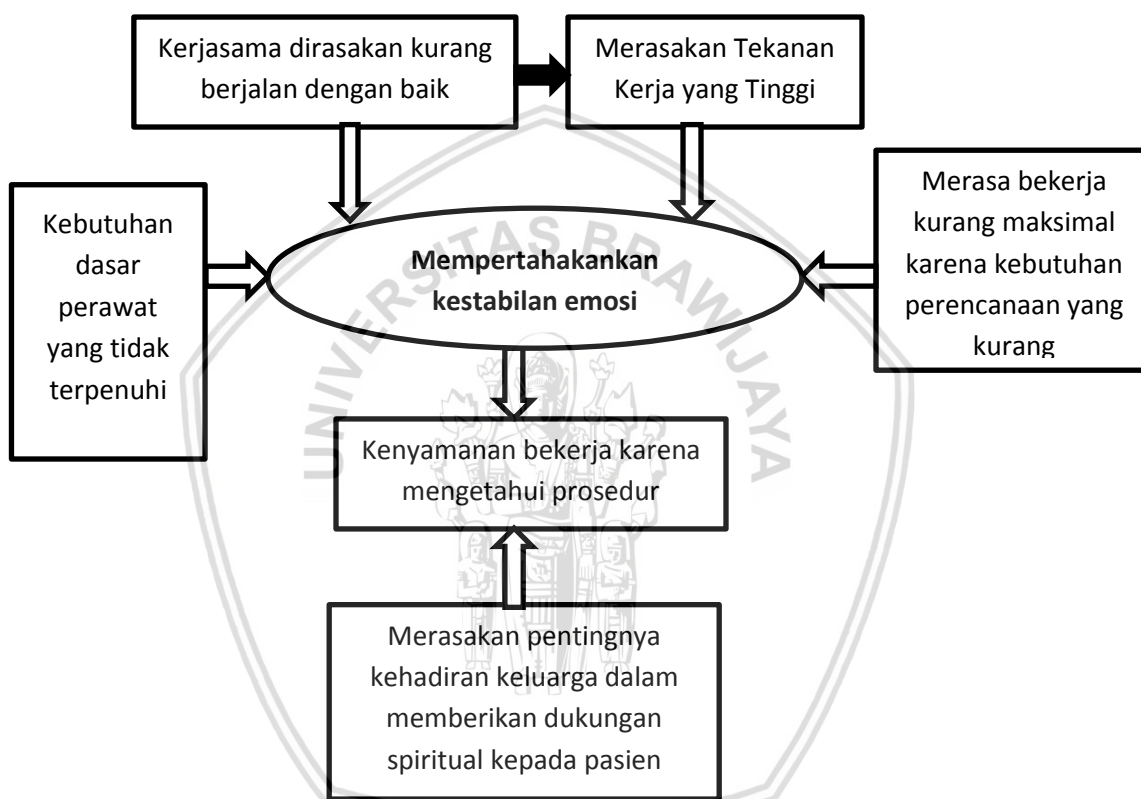 Kerjasama dirasakan kurang
berjalan dengan baik
Merasakan Tekanan
Kerja yang Tinggi
Kebutuhan
dasar
perawat
yang tidak
terpenuhi
Mempertahakankan
kestabilan emosi
Merasa bekerja
kurang maksimal
karena kebutuhan
perencanaan yang
kurang
Kenyamanan bekerja karena
mengetahui prosedur
Merasakan pentingnya
kehadiran keluarga dalam
memberikan dukungan
spiritual kepada pasien
UNIVERSITAS BRAWIJAYA